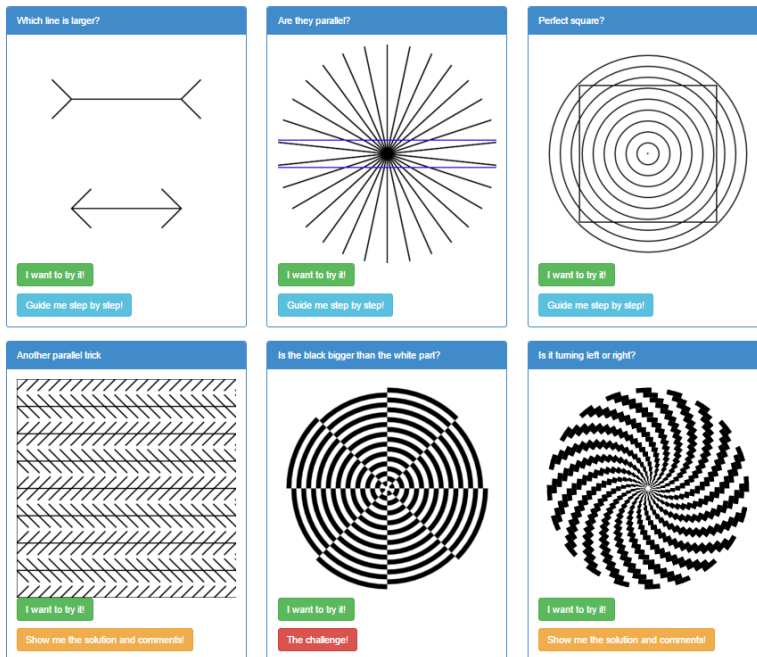 Which line is larger?
Are they parallel?
Perfect square?
I want to try it!
I want to try it!
I want to try it!
Guide me step by step!
Guide me step by step!
Guide me step by step!
Another parallel trick
Is the black bigger than the white part?
Is it turning left or right?
I want to try it!
I want to try it!
I want to try it!
Show me the solution and comments!
The challenge!
Show me the solution and comments!